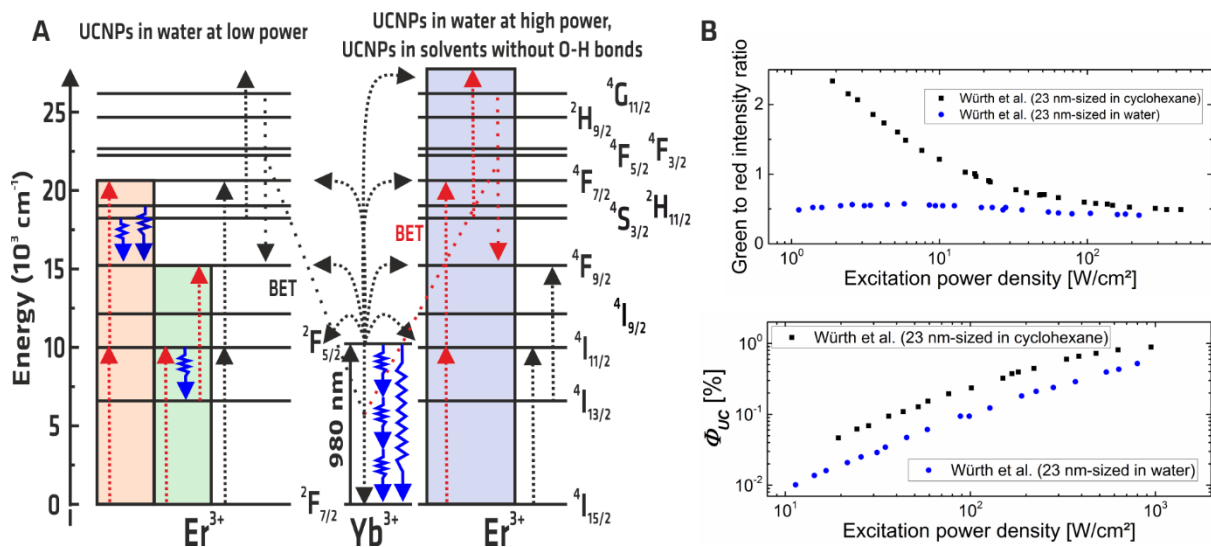 A
UCNPs in water at low power
UCNPs in water at high power,
UCNPs in solvents without O-H bonds
Energy (10³ cm⁻¹)
25
20
15
10
5
0
BET
BET
⁴G₁₁/₂
²H₉/₂
⁴F₅/₂ ⁴F₃/₂
⁴F₇/₂
²H₁₁/₂
⁴S₃/₂
⁴F₉/₂
⁴I₉/₂
²F₅/₂
⁴I₁₁/₂
⁴I₁₃/₂
980 nm
²F₇/₂
⁴I₁₅/₂
Er³⁺
Yb³⁺
Er³⁺
B
Green to red intensity ratio
2
1
0
Würth et al. (23 nm-sized in cyclohexane)
Würth et al. (23 nm-sized in water)
10⁰
10¹
10²
Excitation power density [W/cm²]
Φ_UC [%]
10⁰
10⁻¹
10⁻²
Würth et al. (23 nm-sized in cyclohexane)
Würth et al. (23 nm-sized in water)
10¹
10²
10³
Excitation power density [W/cm²]